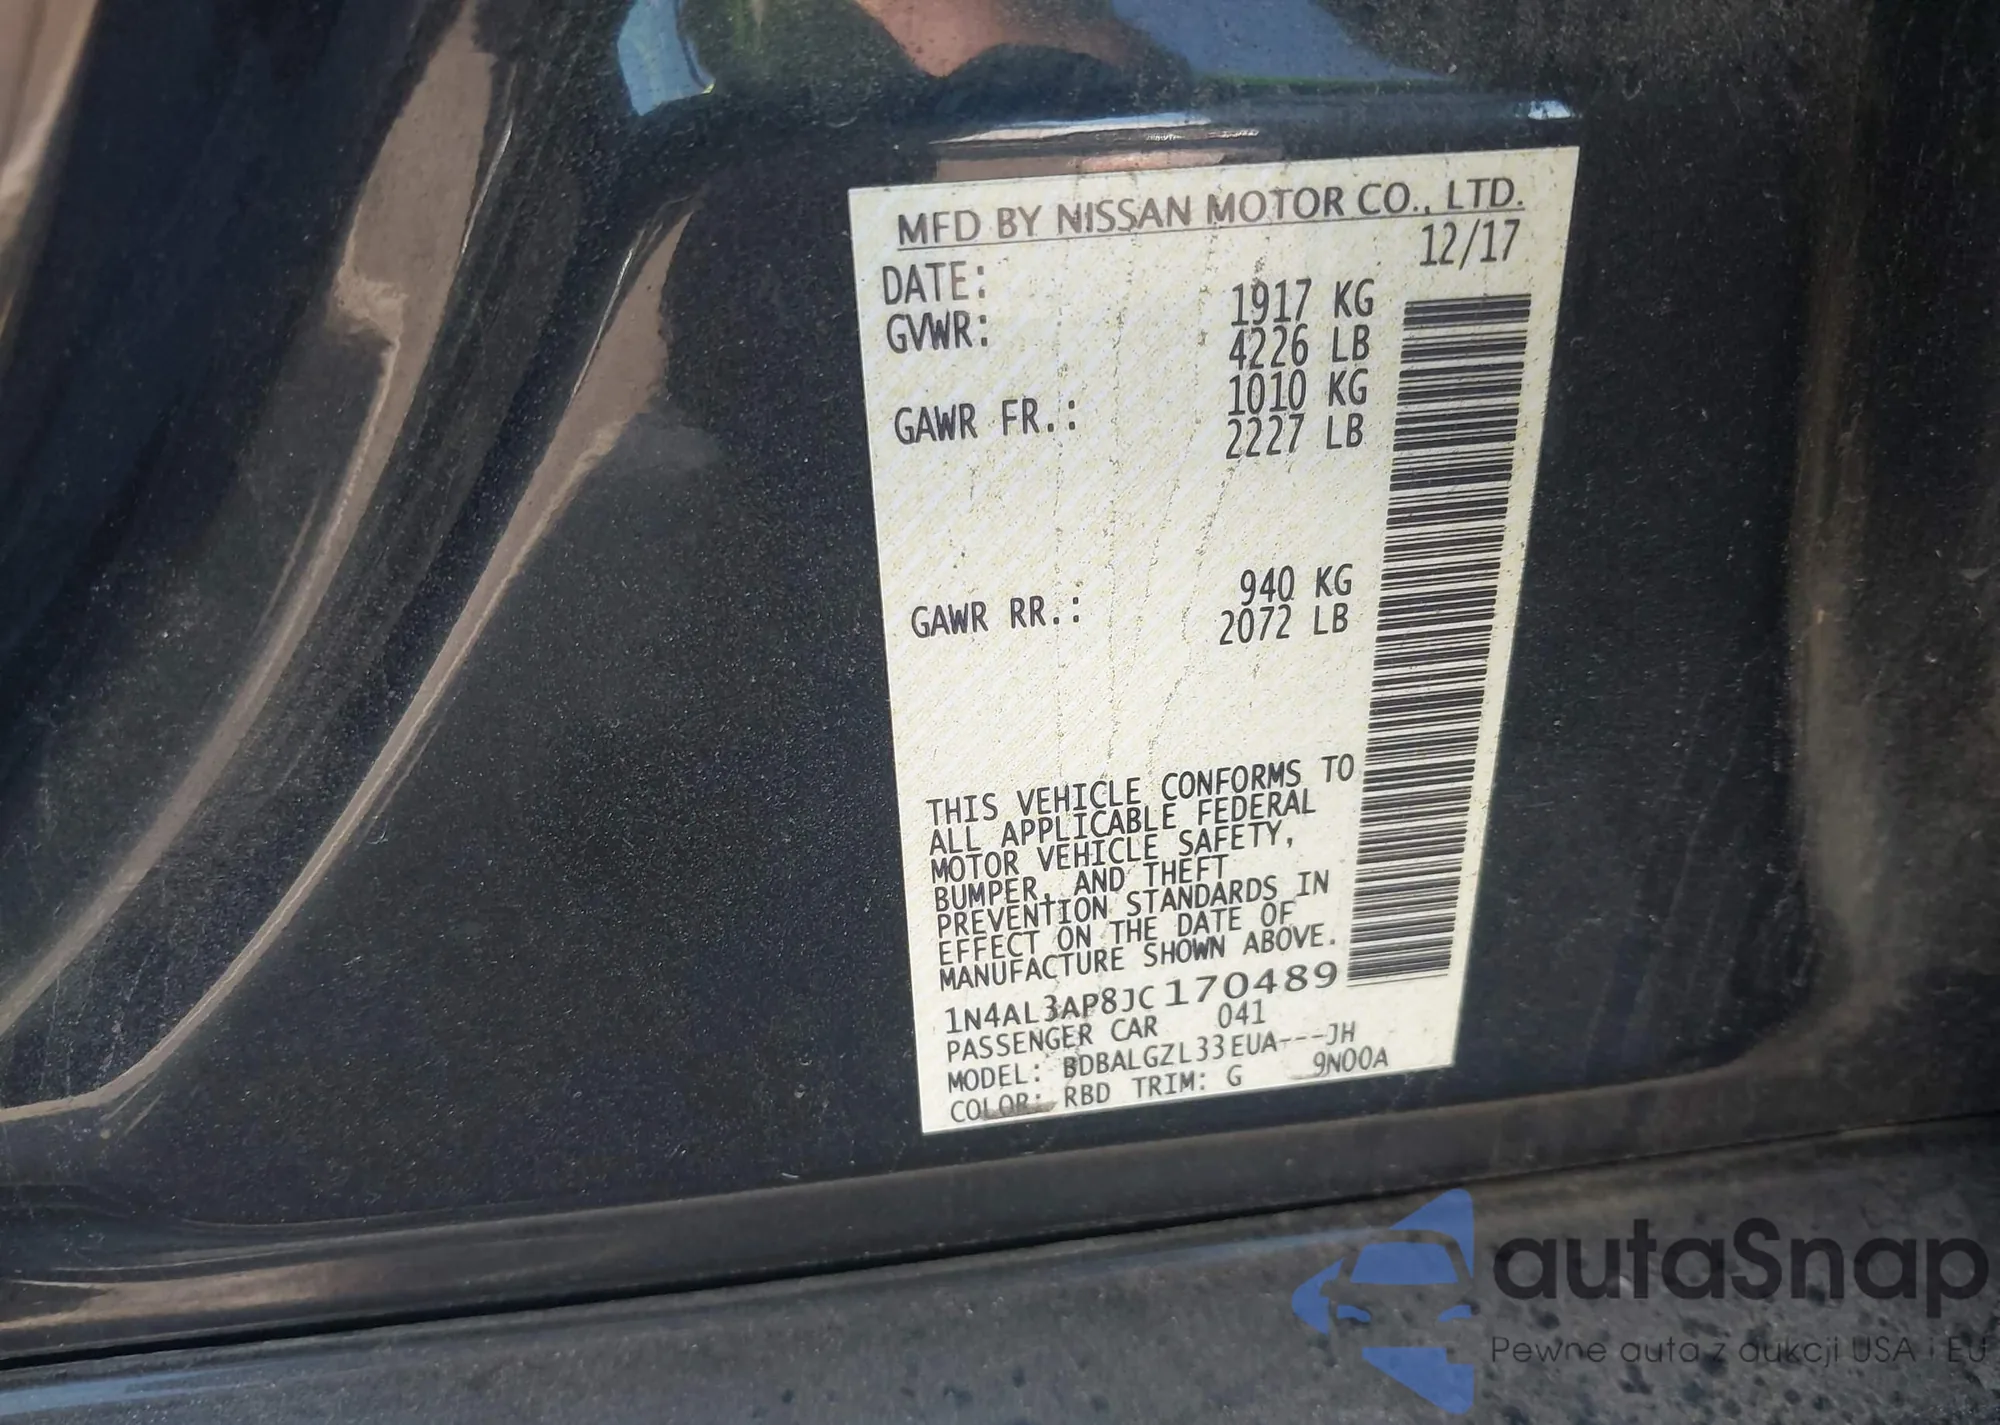 MFD BY NISSAN MOTOR CO., LTD.
DATE: 12/17
GVWR: 1917 KG
4226 LB
GAWR FR.: 1010 KG
2227 LB
GAWR RR.: 940 KG
2072 LB
THIS VEHICLE CONFORMS TO
ALL APPLICABLE FEDERAL
MOTOR VEHICLE SAFETY,
BUMPER, AND THEFT
PREVENTION STANDARDS IN
EFFECT ON THE DATE OF
MANUFACTURE SHOWN ABOVE.
1N4AL3AP8JC170489
PASSENGER CAR 041
MODEL: BDBALGZL33EUA---JH
COLOR: RBD TRIM: G 9N00A
autaSnap
Pewne auta z aukcji USA i EU